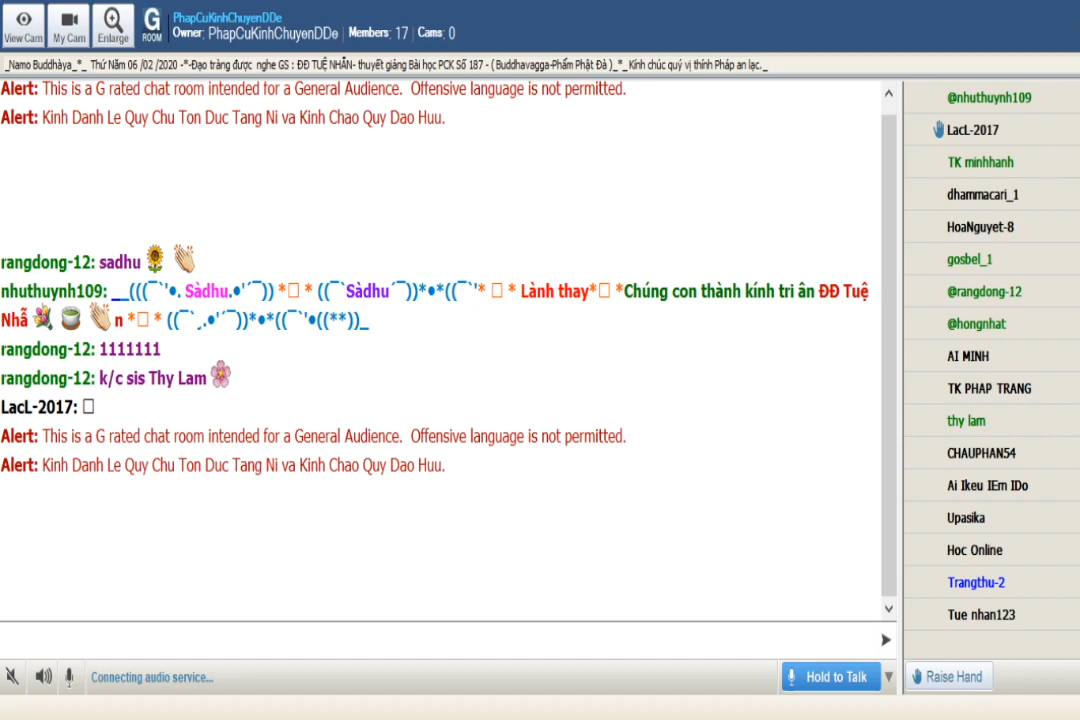 View Cam My Cam Enlarge G ROOM
PhapCuKinhChuyenDDe
Owner: PhapCuKinhChuyenDDe | Members: 17 | Cams: 0
_Namo Buddhàya_*_ Thứ Năm 06 /02 /2020 -*-Đạo tràng được nghe GS : ĐĐ TUỆ NHẪN- thuyết giảng Bài học PCK Số 187 - ( Buddhavagga-Phẩm Phật Đà )_*_ Kính chúc quý vị thính Pháp an lạc._
Alert: This is a G rated chat room intended for a General Audience. Offensive language is not permitted.
Alert: Kinh Danh Le Quy Chu Ton Duc Tang Ni va Kinh Chao Quy Dao Huu.
rangdong-12: sadhu 🌻 👏
nhuthuynh109: __(((¯`'•. Sàdhu.•'´¯)) *□ * ((¯`Sàdhu´¯))*•*((¯`'* □ * Lành thay*□ *Chúng con thành kính tri ân ĐĐ Tuệ
Nhẫ 💐 🍵 👏 n *□ * ((¯`¸.•'´¯))*•*((¯`'•((**))_
rangdong-12: 1111111
rangdong-12: k/c sis Thy Lam 🌸
LacL-2017: □
Alert: This is a G rated chat room intended for a General Audience. Offensive language is not permitted.
Alert: Kinh Danh Le Quy Chu Ton Duc Tang Ni va Kinh Chao Quy Dao Huu.
@nhuthuynh109
LacL-2017
TK minhhanh
dhammacari_1
HoaNguyet-8
gosbel_1
@rangdong-12
@hongnhat
AI MINH
TK PHAP TRANG
thy lam
CHAUPHAN54
Ai Ikeu IEm IDo
Upasika
Hoc Online
Trangthu-2
Tue nhan123
Connecting audio service...
Hold to Talk
Raise Hand